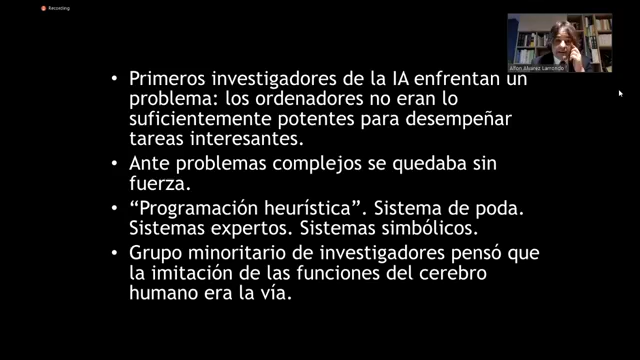 Recording
• Primeros investigadores de la IA enfrentan un
problema: los ordenadores no eran lo
suficientemente potentes para desempeñar
tareas interesantes.
• Ante problemas complejos se quedaba sin
fuerza.
• “Programación heurística”. Sistema de poda.
Sistemas expertos. Sistemas simbólicos.
• Grupo minoritario de investigadores pensó que
la imitación de las funciones del cerebro
humano era la vía.
Alvarez Larrondo